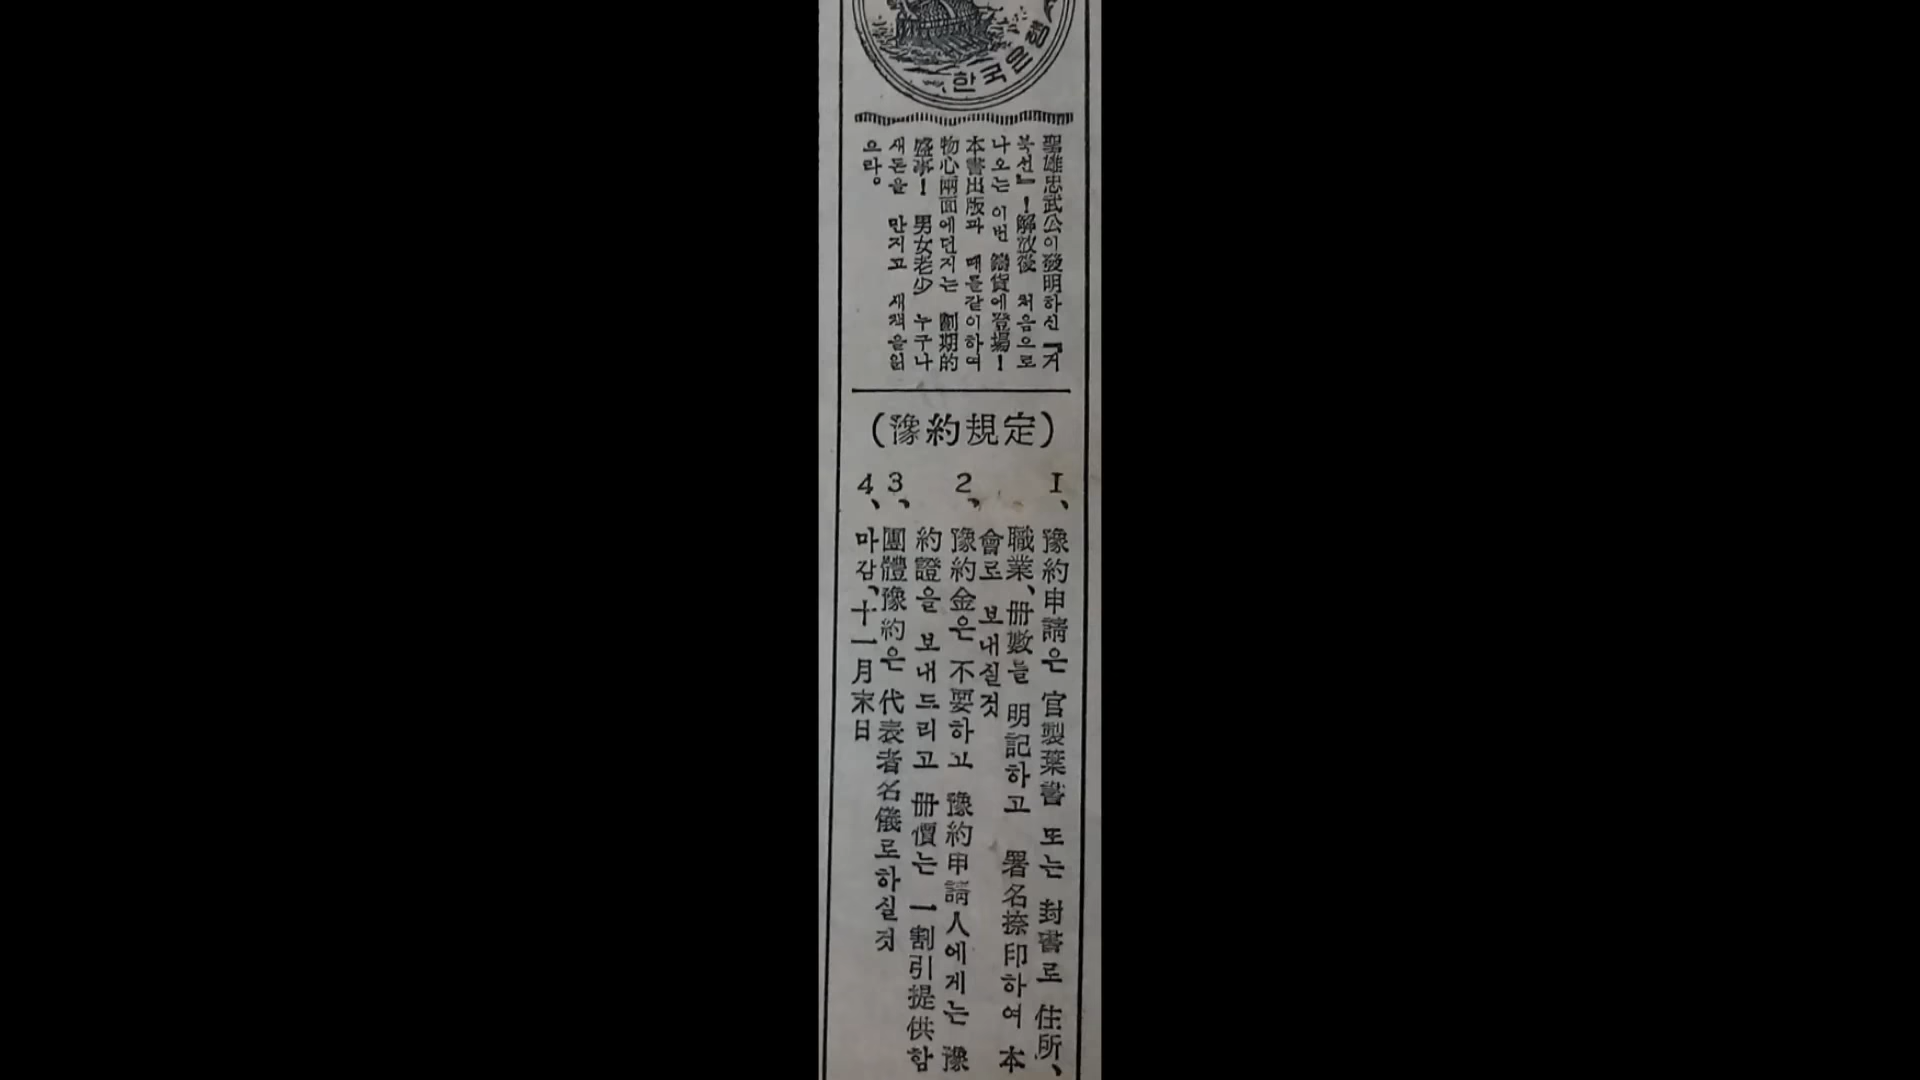 한국은행
聖雄忠武公이發明하신『거
북선』！解放後 처음으로
나오는 이번 鑄貨에登場！
本書出版과 때를같이하여
物心兩面에던지는 劃期的
盛事！ 男女老少 누구나
새돈을 만지고 새책을읽
으라。
(豫約規定)
1、豫約申請은 官製葉書 또는 封書로 住所、
職業、冊數를 明記하고 署名捺印하여 本
會로 보내실것
2、豫約金은 不要하고 豫約申請人에게는 豫
約證을 보내드리고 冊價는 一割引提供함
3、團體豫約은 代表者名儀로하실것
4、마감、十一月末日